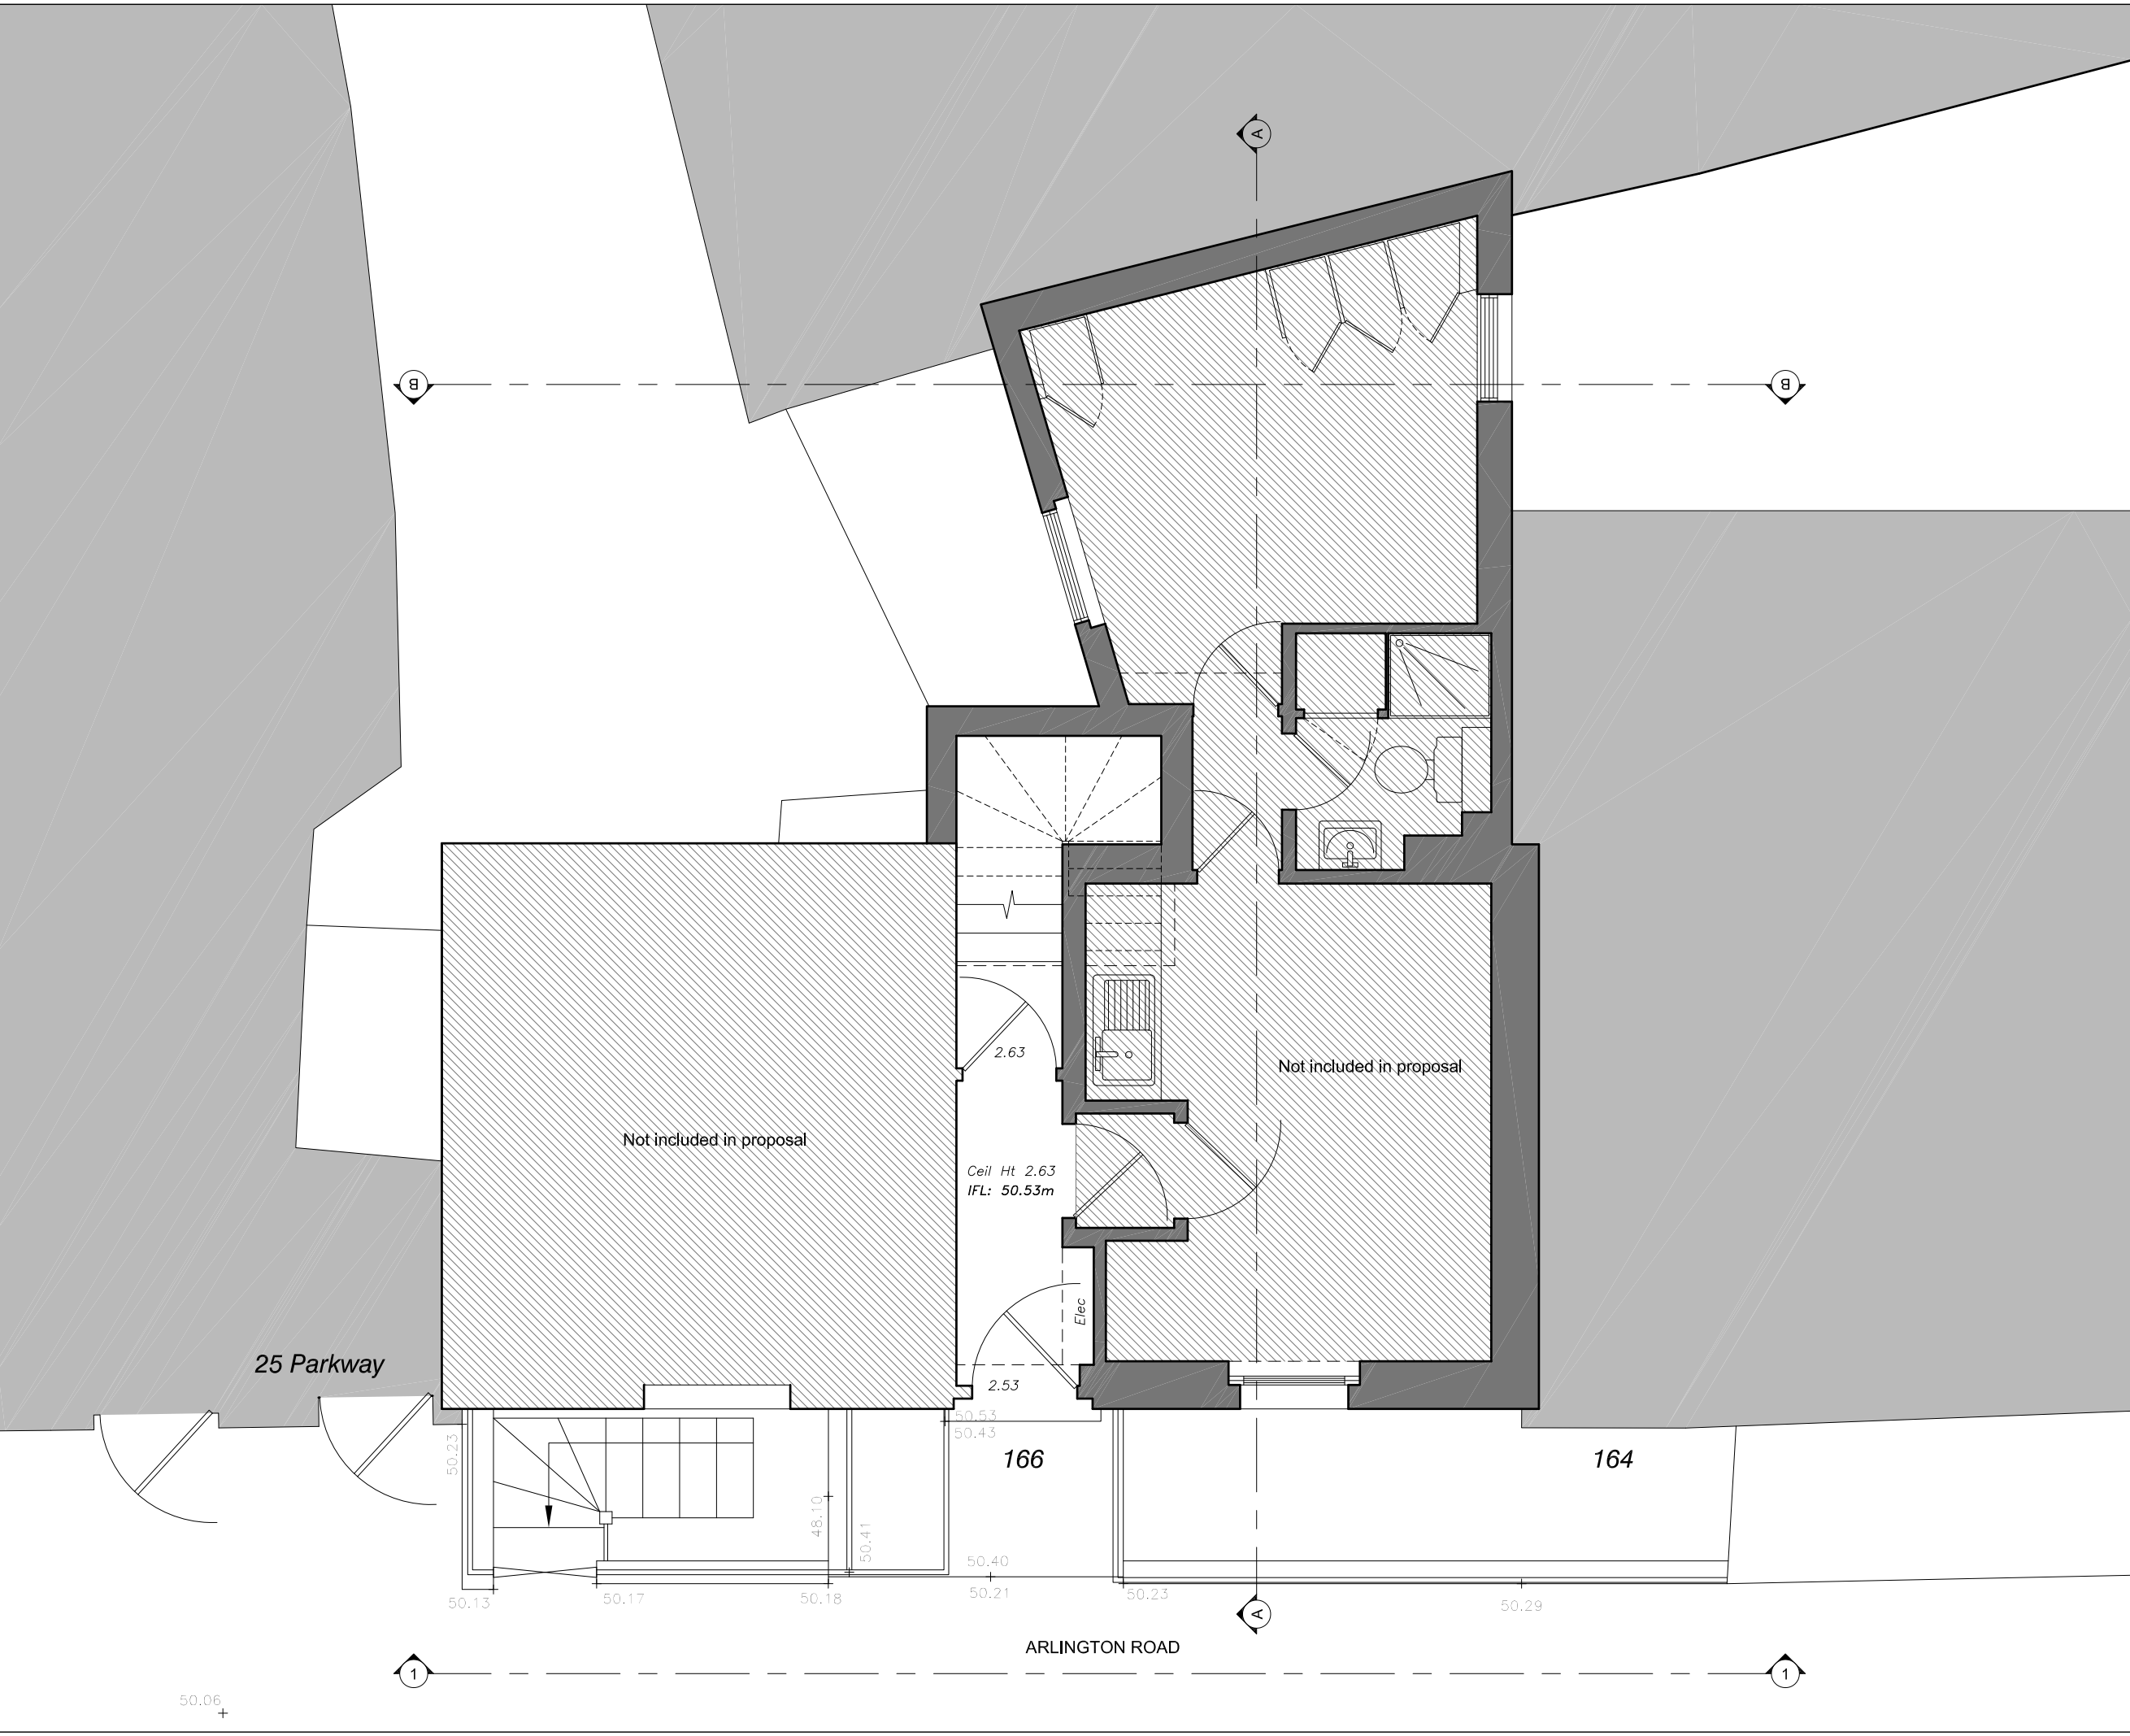 A
B
B
2.63
Not included in proposal
Not included in proposal
Ceil Ht 2.63
IFL: 50.53m
Elec
25 Parkway
2.53
50.53
50.43
50.23
166
164
48.10
50.41
50.40
50.13
50.17
50.18
50.21
50.23
50.29
A
ARLINGTON ROAD
1
1
50.06